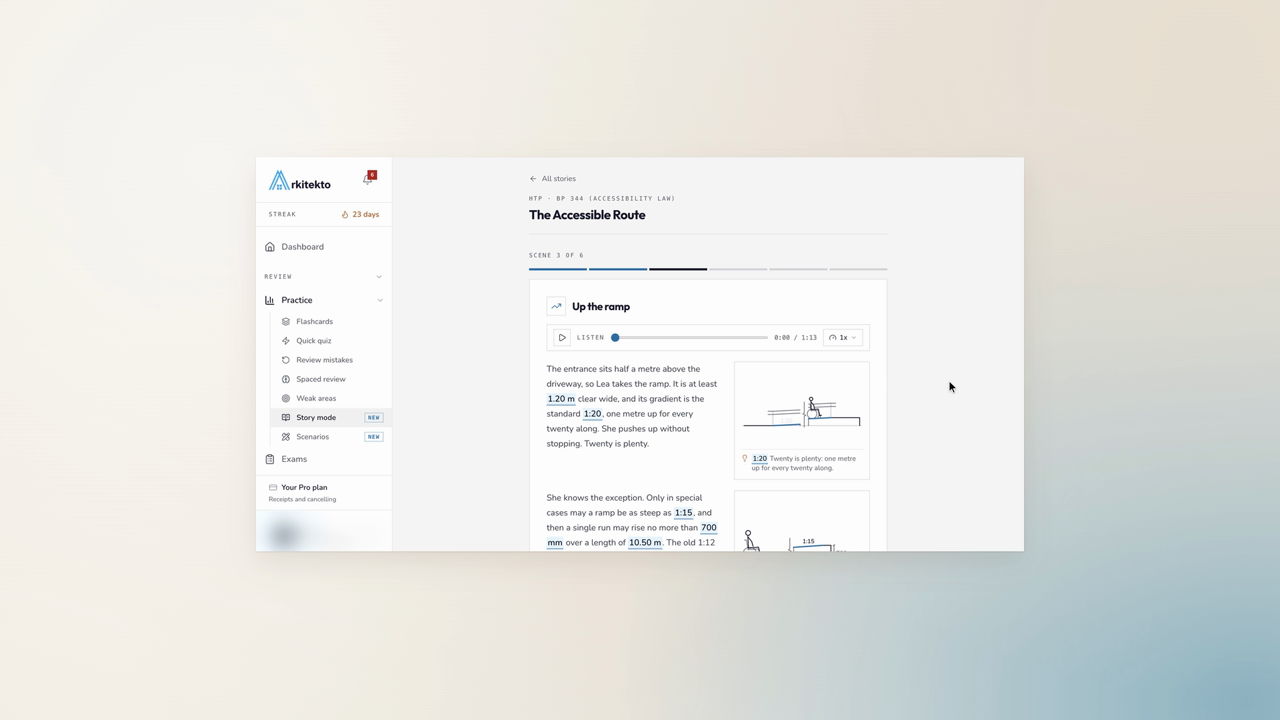 rkitekto
6
STREAK
23 days
Dashboard
REVIEW
Practice
Flashcards
Quick quiz
Review mistakes
Spaced review
Weak areas
Story mode
NEW
Scenarios
NEW
Exams
Your Pro plan
Receipts and cancelling
All stories
HTP · BP 344 (ACCESSIBILITY LAW)
The Accessible Route
SCENE 3 OF 6
Up the ramp
LISTEN
0:00 / 1:13
1x
The entrance sits half a metre above the
driveway, so Lea takes the ramp. It is at least
1.20 m clear wide, and its gradient is the
standard 1:20, one metre up for every
twenty along. She pushes up without
stopping. Twenty is plenty.
1:20 Twenty is plenty: one metre
up for every twenty along.
She knows the exception. Only in special
cases may a ramp be as steep as 1:15, and
then a single run may rise no more than 700
mm over a length of 10.50 m. The old 1:12
1:15